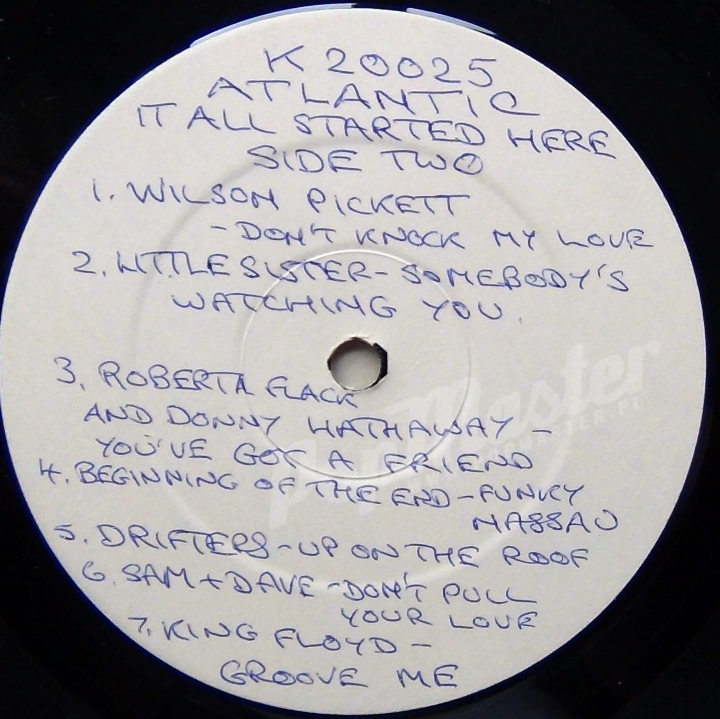 K 20025
ATLANTIC
IT ALL STARTED HERE
SIDE TWO
1. WILSON PICKETT
- DON'T KNOCK MY LOVE
2. LITTLE SISTER - SOMEBODY'S
WATCHING YOU.
3. ROBERTA FLACK
AND DONNY HATHAWAY -
YOU'VE GOT A FRIEND
4. BEGINNING OF THE END - FUNKY
NASSAU
5. DRIFTERS - UP ON THE ROOF
6. SAM + DAVE - DON'T PULL
YOUR LOVE
7. KING FLOYD -
GROOVE ME